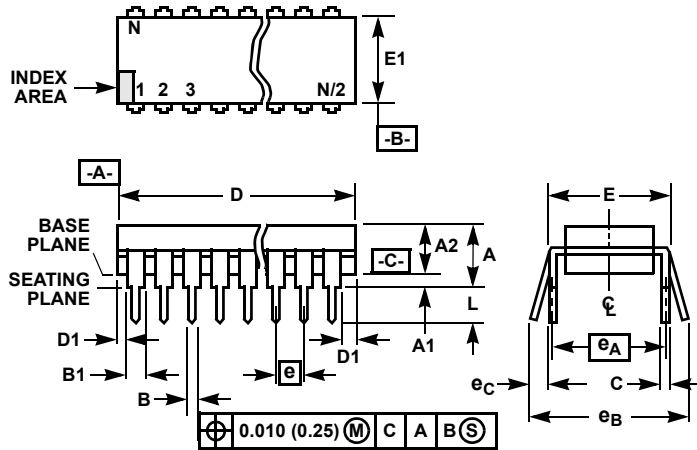 N
E1
INDEX
AREA
1 2 3 N/2
-B-
-A-
D
E
BASE
PLANE
A2
A
-C-
SEATING
PLANE
L
℄
D1
A1
D1
eA
B1
e
eC
C
B
eB
⌖ 0.010 (0.25) Ⓜ C A B Ⓢ